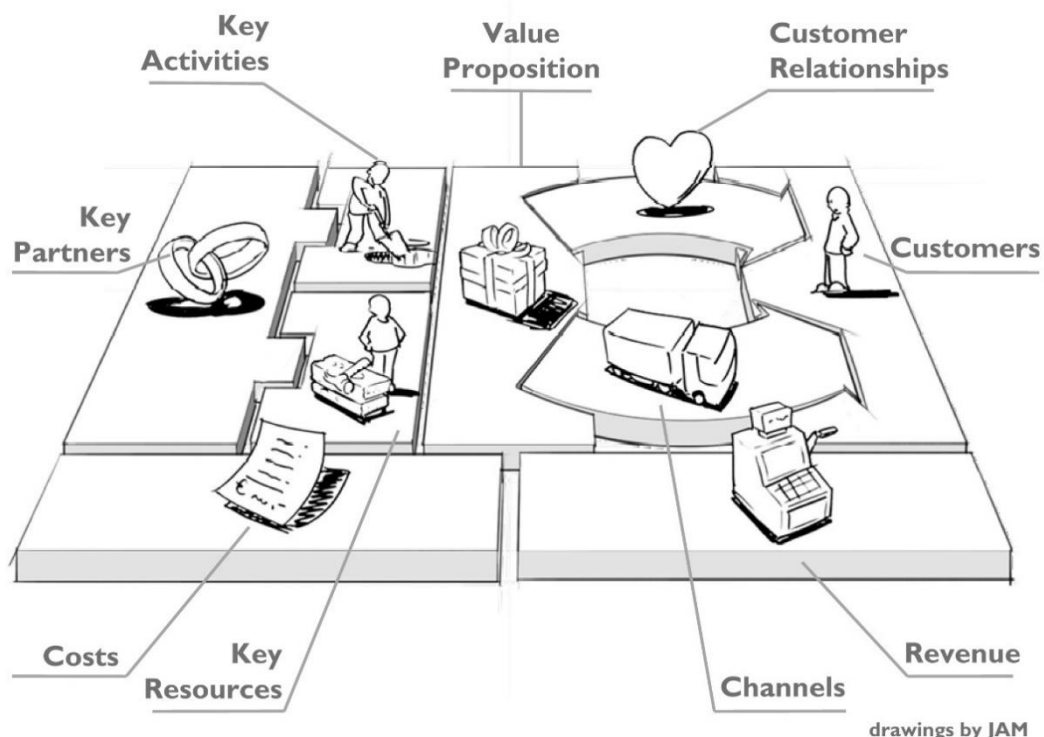 Key
Activities
Value
Proposition
Customer
Relationships
Key
Partners
Customers
Costs
Key
Resources
Channels
Revenue
drawings by JAM
€